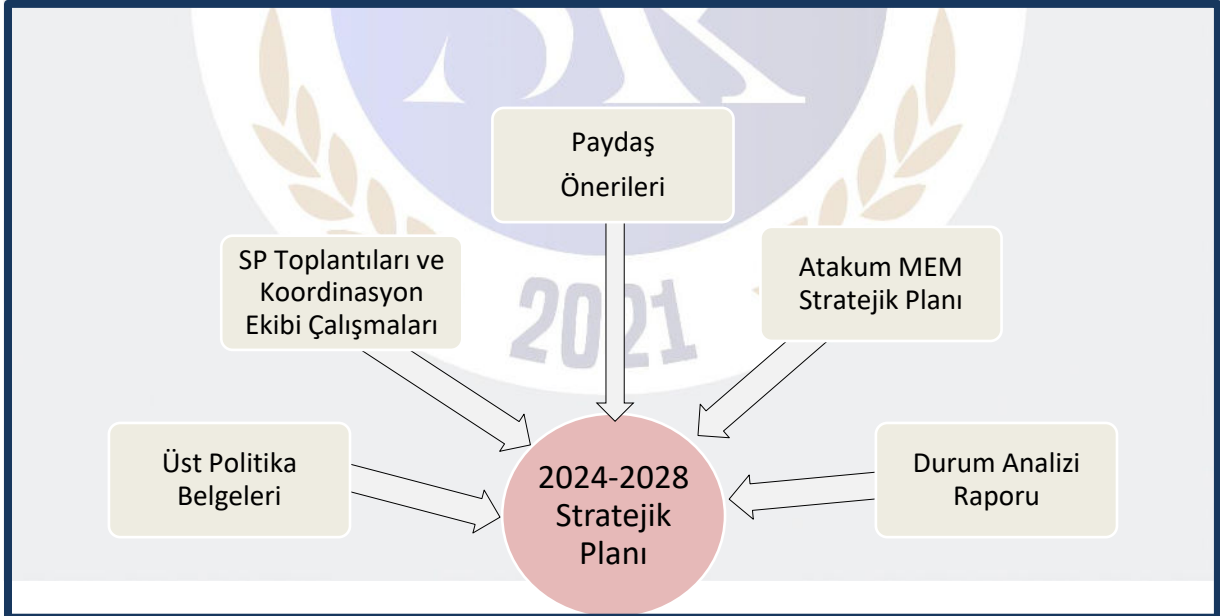 SK
Paydaş
Önerileri
SP Toplantıları ve
Koordinasyon
Ekibi Çalışmaları
Atakum MEM
Stratejik Planı
2021
Üst Politika
Belgeleri
2024-2028
Stratejik
Planı
Durum Analizi
Raporu